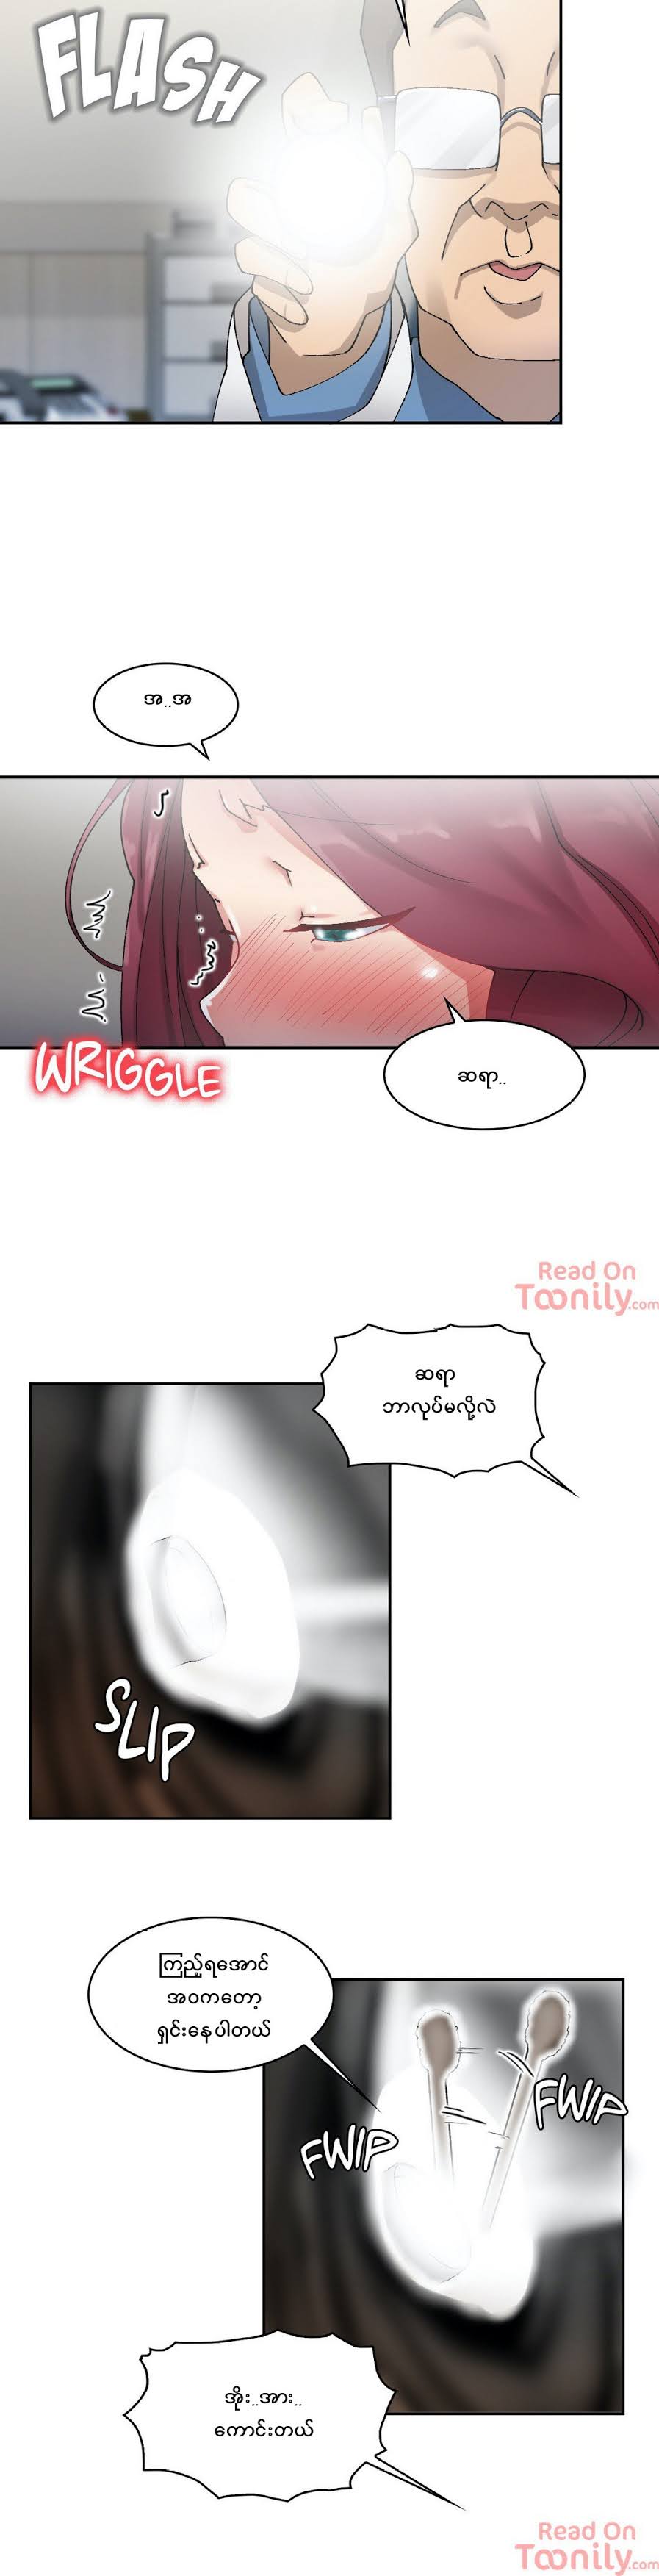 FLASH
အ..အ
WRIGGLE
ဆရာ..
Read On
Toonily.com
ဆရာ
ဘာလုပ်မလို့လဲ
SLIP
ကြည့်ရအောင်
အဝကတော့
ရှင်းနေပါတယ်
FWIP
FWIP
အိုး..အား..
ကောင်းတယ်
Read On
Toonily.com